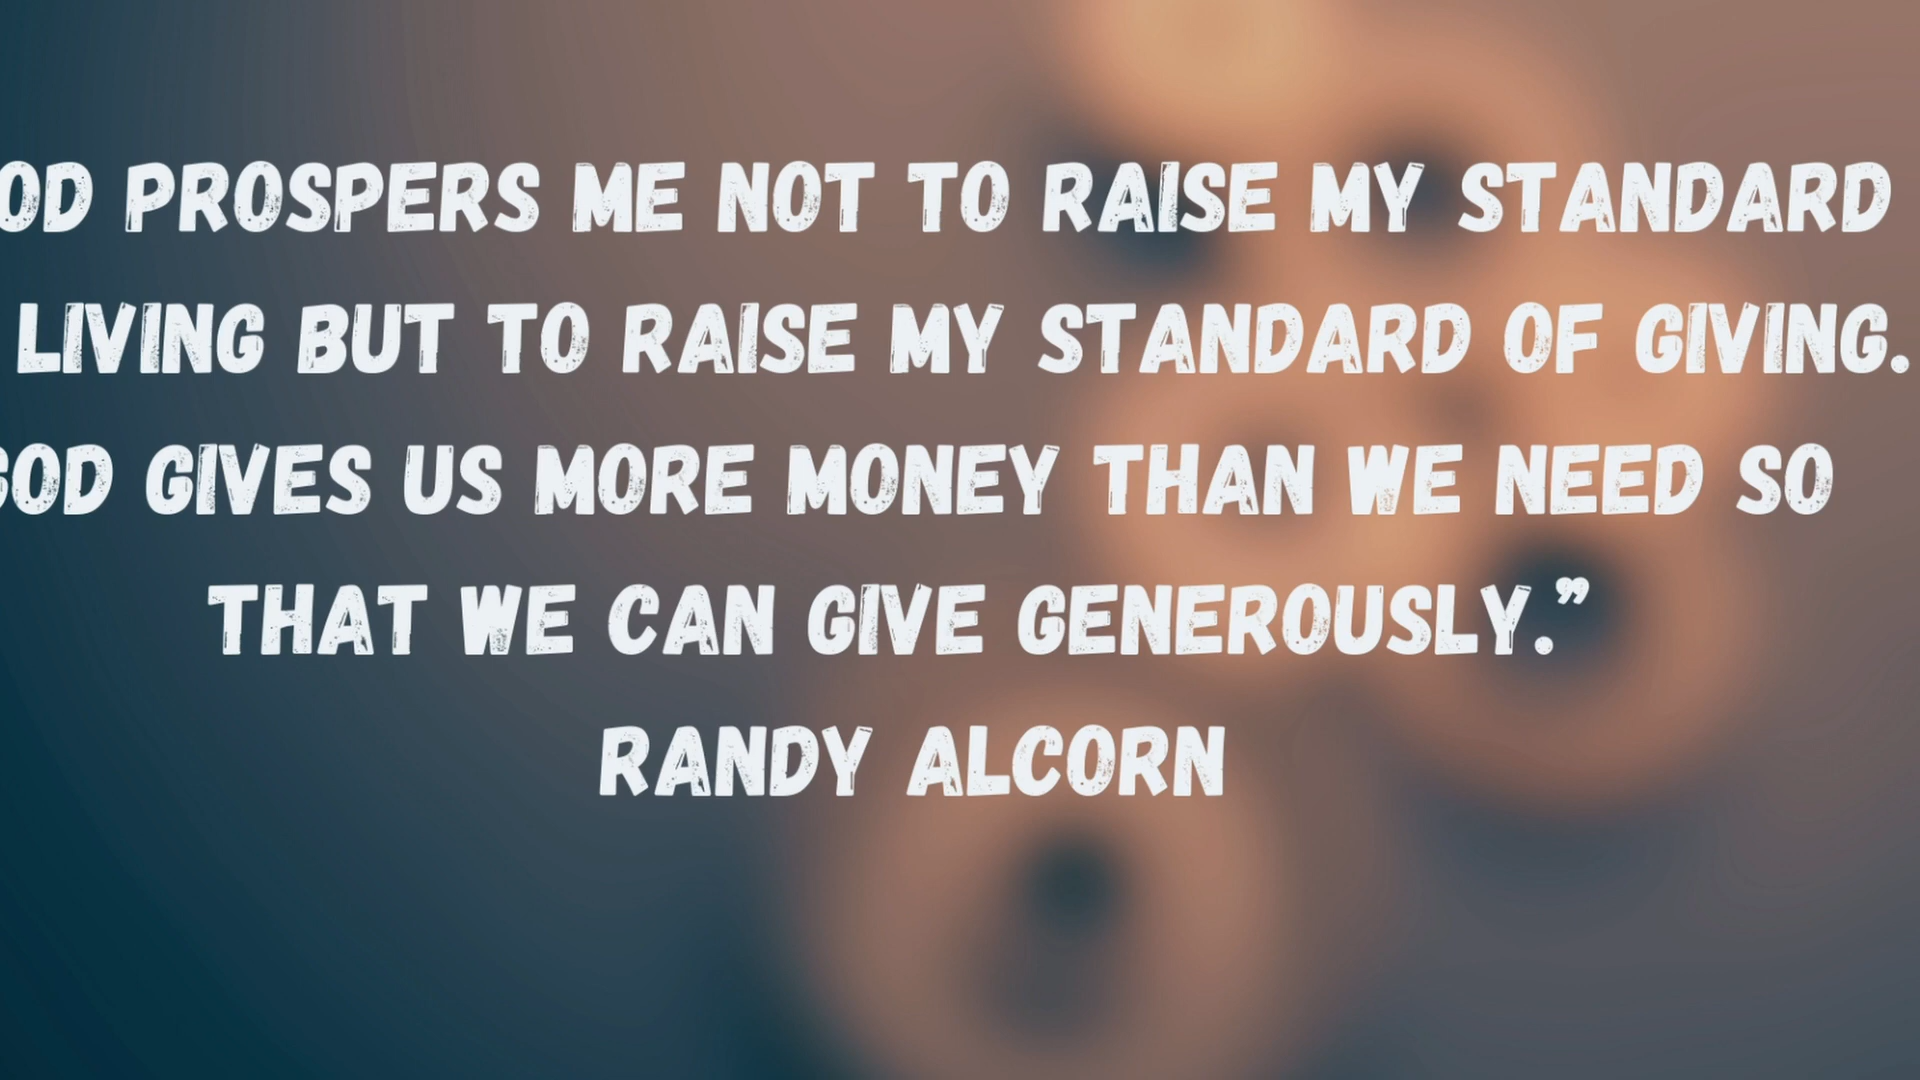 OD PROSPERS ME NOT TO RAISE MY STANDARD
LIVING BUT TO RAISE MY STANDARD OF GIVING.
GOD GIVES US MORE MONEY THAN WE NEED SO
THAT WE CAN GIVE GENEROUSLY.”
RANDY ALCORN